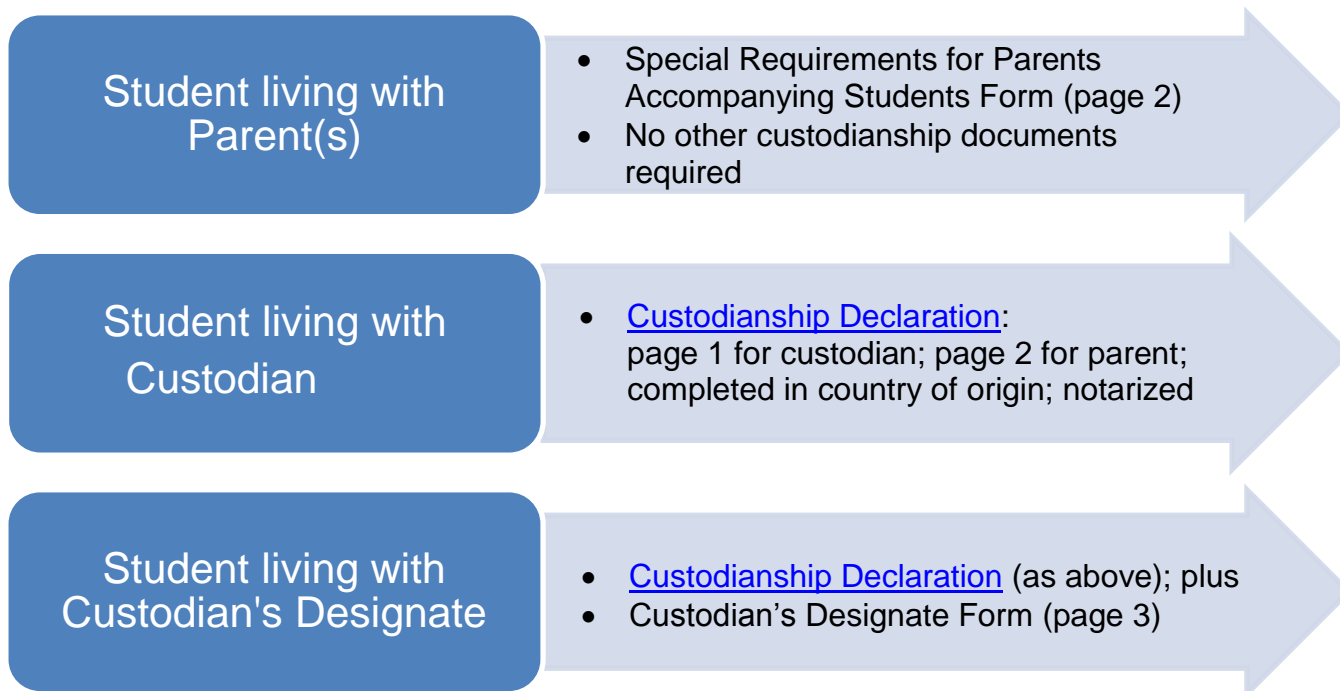 Student living with
Parent(s)
• Special Requirements for Parents
Accompanying Students Form (page 2)
• No other custodianship documents
required
Student living with
Custodian
• Custodianship Declaration:
page 1 for custodian; page 2 for parent;
completed in country of origin; notarized
Student living with
Custodian's Designate
• Custodianship Declaration (as above); plus
• Custodian’s Designate Form (page 3)